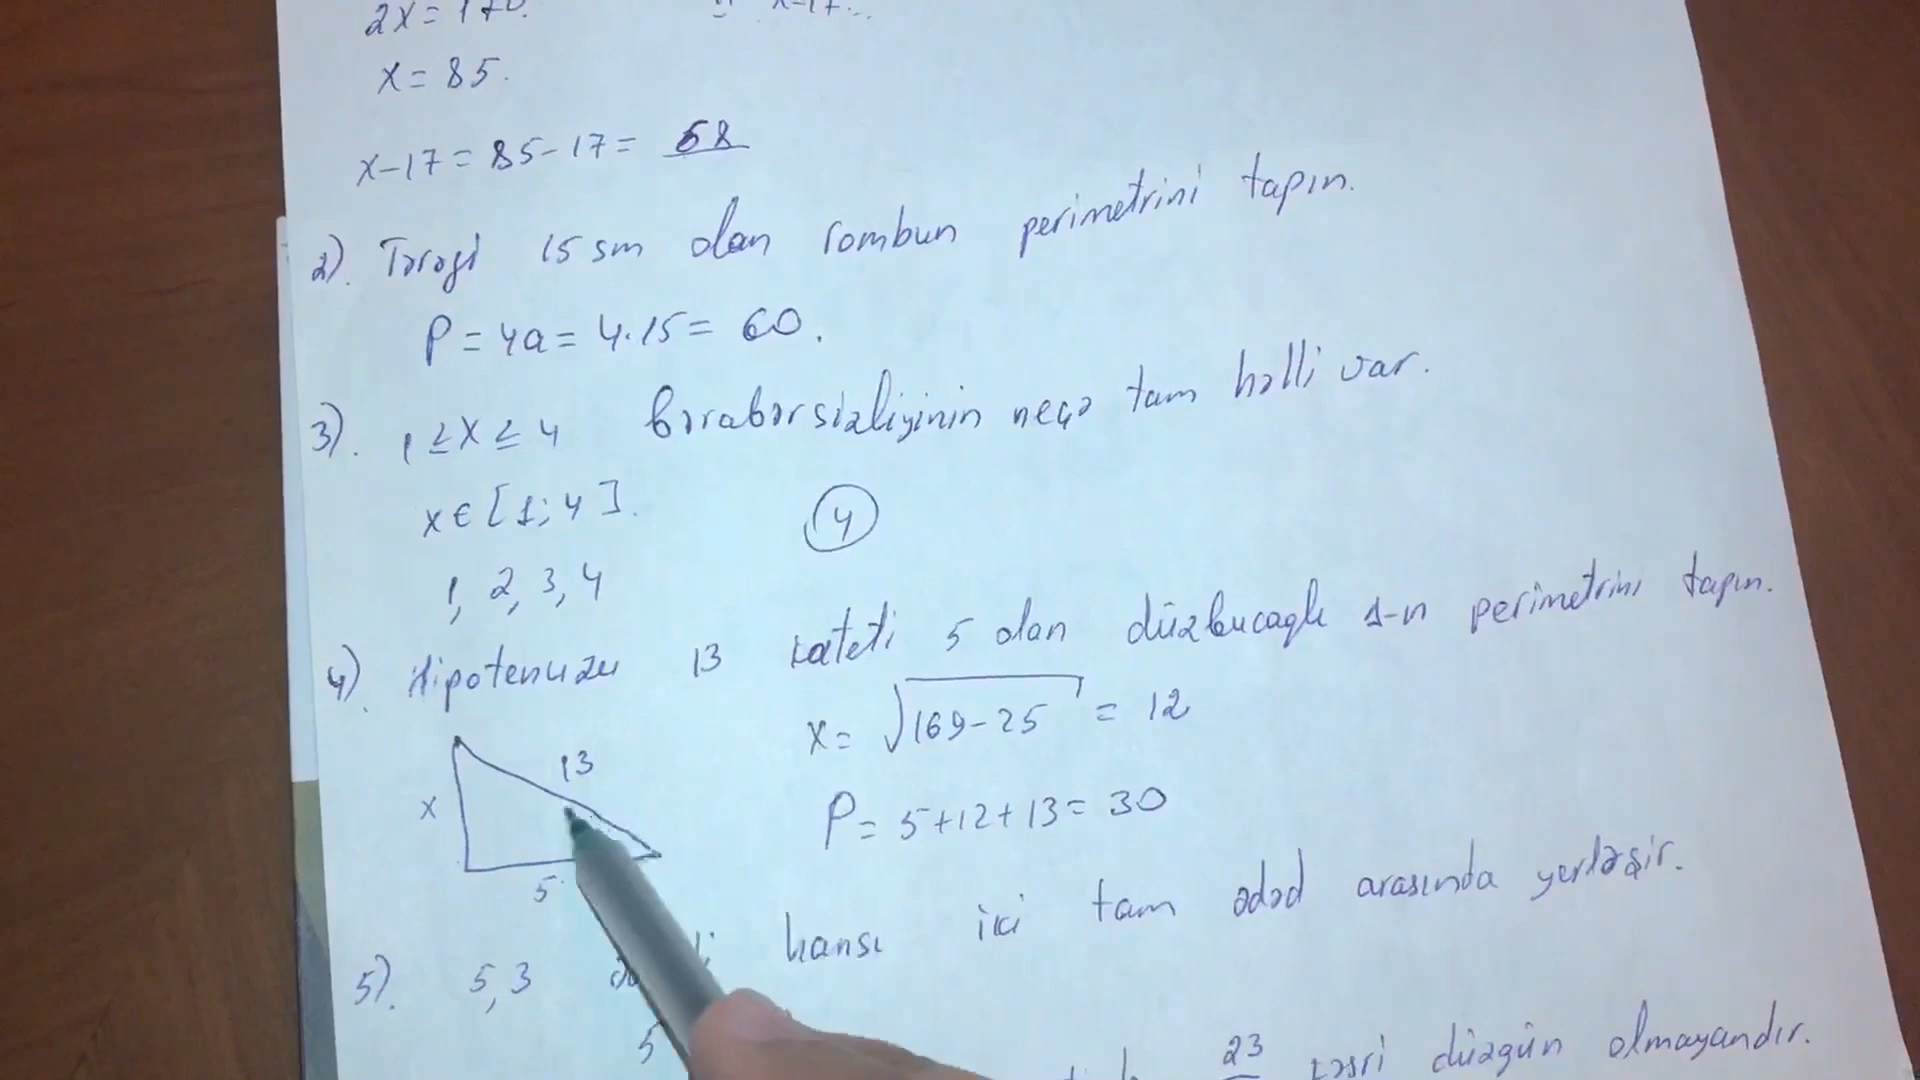 2x = 170.
x = 85.
x-17 = 85-17 = 68
2). Tərəfi 15 sm olan rombun perimetrini tapın.
P = 4a = 4·15 = 60.
3). 1 ≤ x ≤ 4 bərabərsizliyinin neçə tam həlli var.
x ∈ [1; 4].
4
1, 2, 3, 4
4). Hipotenuzu 13 kateti 5 olan düzbucaqlı Δ-n perimetrini tapın.
x = √169-25 = 12
13
x
5
P = 5+12+13 = 30
5). 5,3 hansı iki tam ədəd arasında yerləşir.
5
23 kəsri düzgün olmayandır.